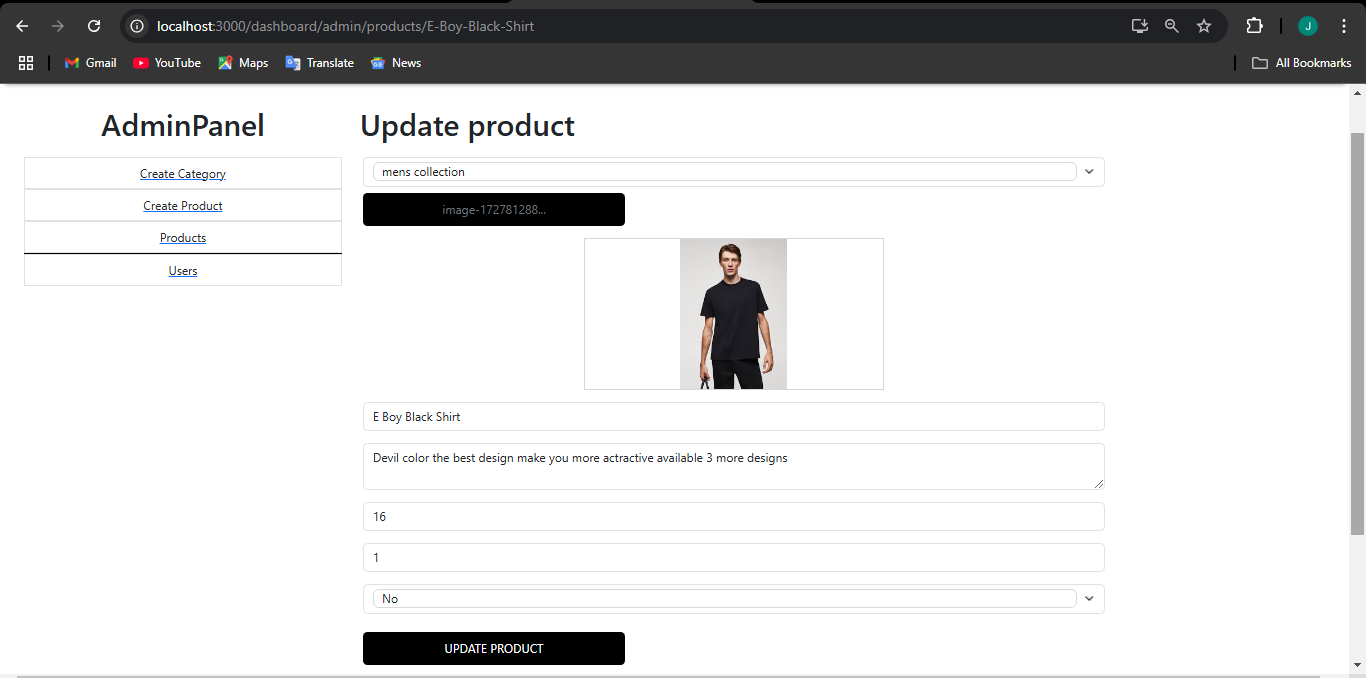 localhost:3000/dashboard/admin/products/E-Boy-Black-Shirt
J
Gmail
YouTube
Maps
Translate
News
All Bookmarks
AdminPanel
Create Category
Create Product
Products
Users
Update product
mens collection
image-172781288...
E Boy Black Shirt
Devil color the best design make you more actractive available 3 more designs
16
1
No
UPDATE PRODUCT